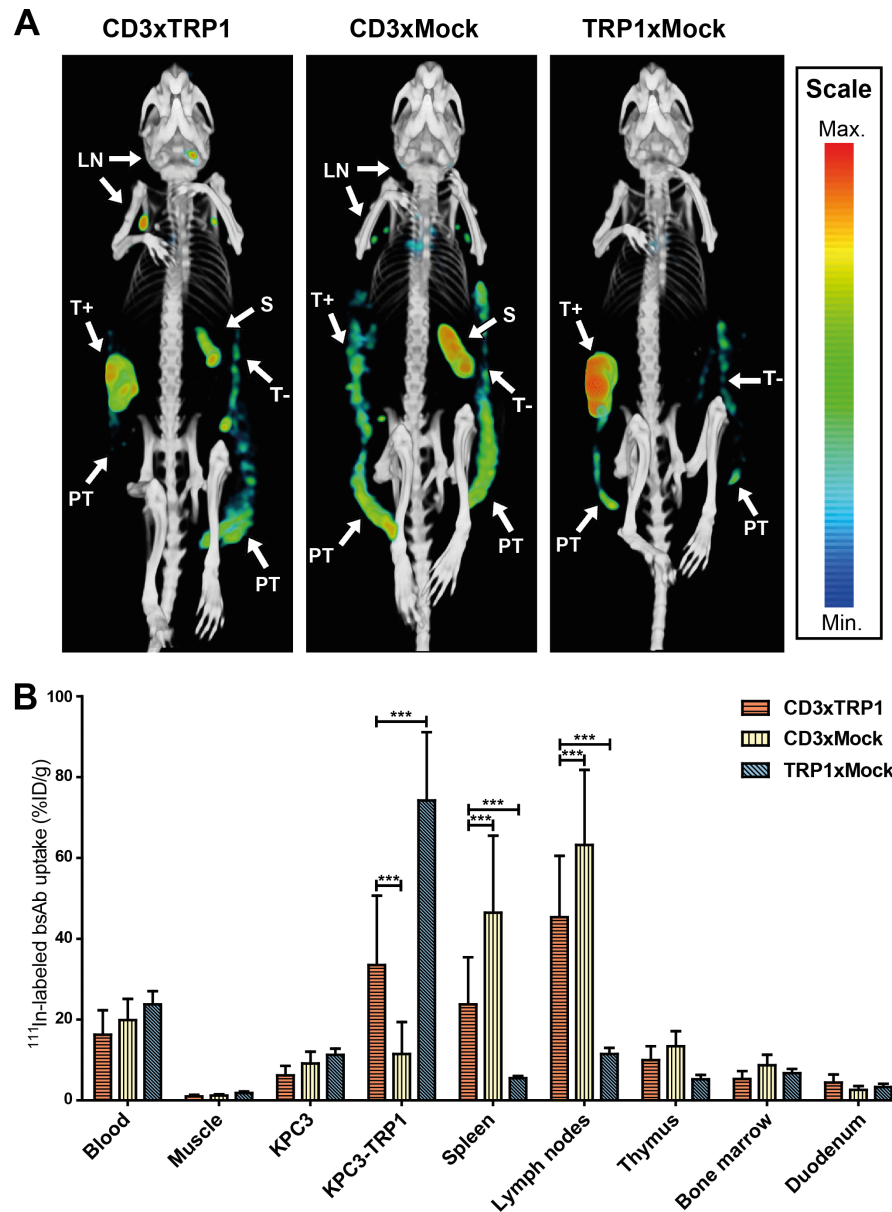 A
CD3xTRP1
CD3xMock
TRP1xMock
LN
T+
S
T-
PT
PT
LN
T+
S
T-
PT
PT
T+
T-
PT
PT
Scale
Max.
Min.
B
¹¹¹In-labeled bsAb uptake (%ID/g)
100
80
60
40
20
0
***
***
***
***
***
***
CD3xTRP1
CD3xMock
TRP1xMock
Blood
Muscle
KPC3
KPC3-TRP1
Spleen
Lymph nodes
Thymus
Bone marrow
Duodenum